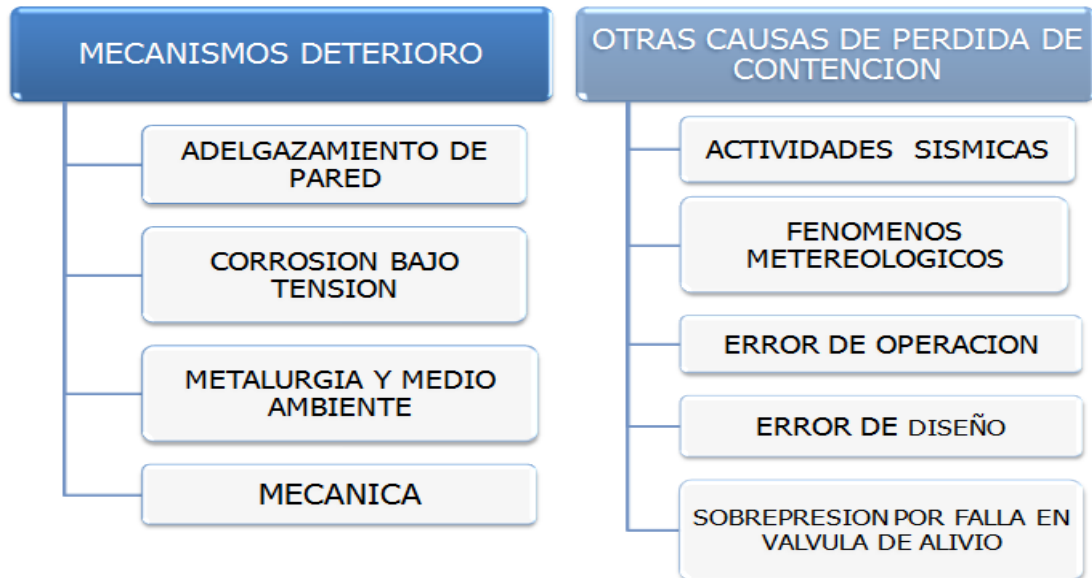 MECANISMOS DETERIORO
ADELGAZAMIENTO DE
PARED
CORROSION BAJO
TENSION
METALURGIA Y MEDIO
AMBIENTE
MECANICA
OTRAS CAUSAS DE PERDIDA DE
CONTENCION
ACTIVIDADES SISMICAS
FENOMENOS
METEREOLOGICOS
ERROR DE OPERACION
ERROR DE DISEÑO
SOBREPRESION POR FALLA EN
VALVULA DE ALIVIO